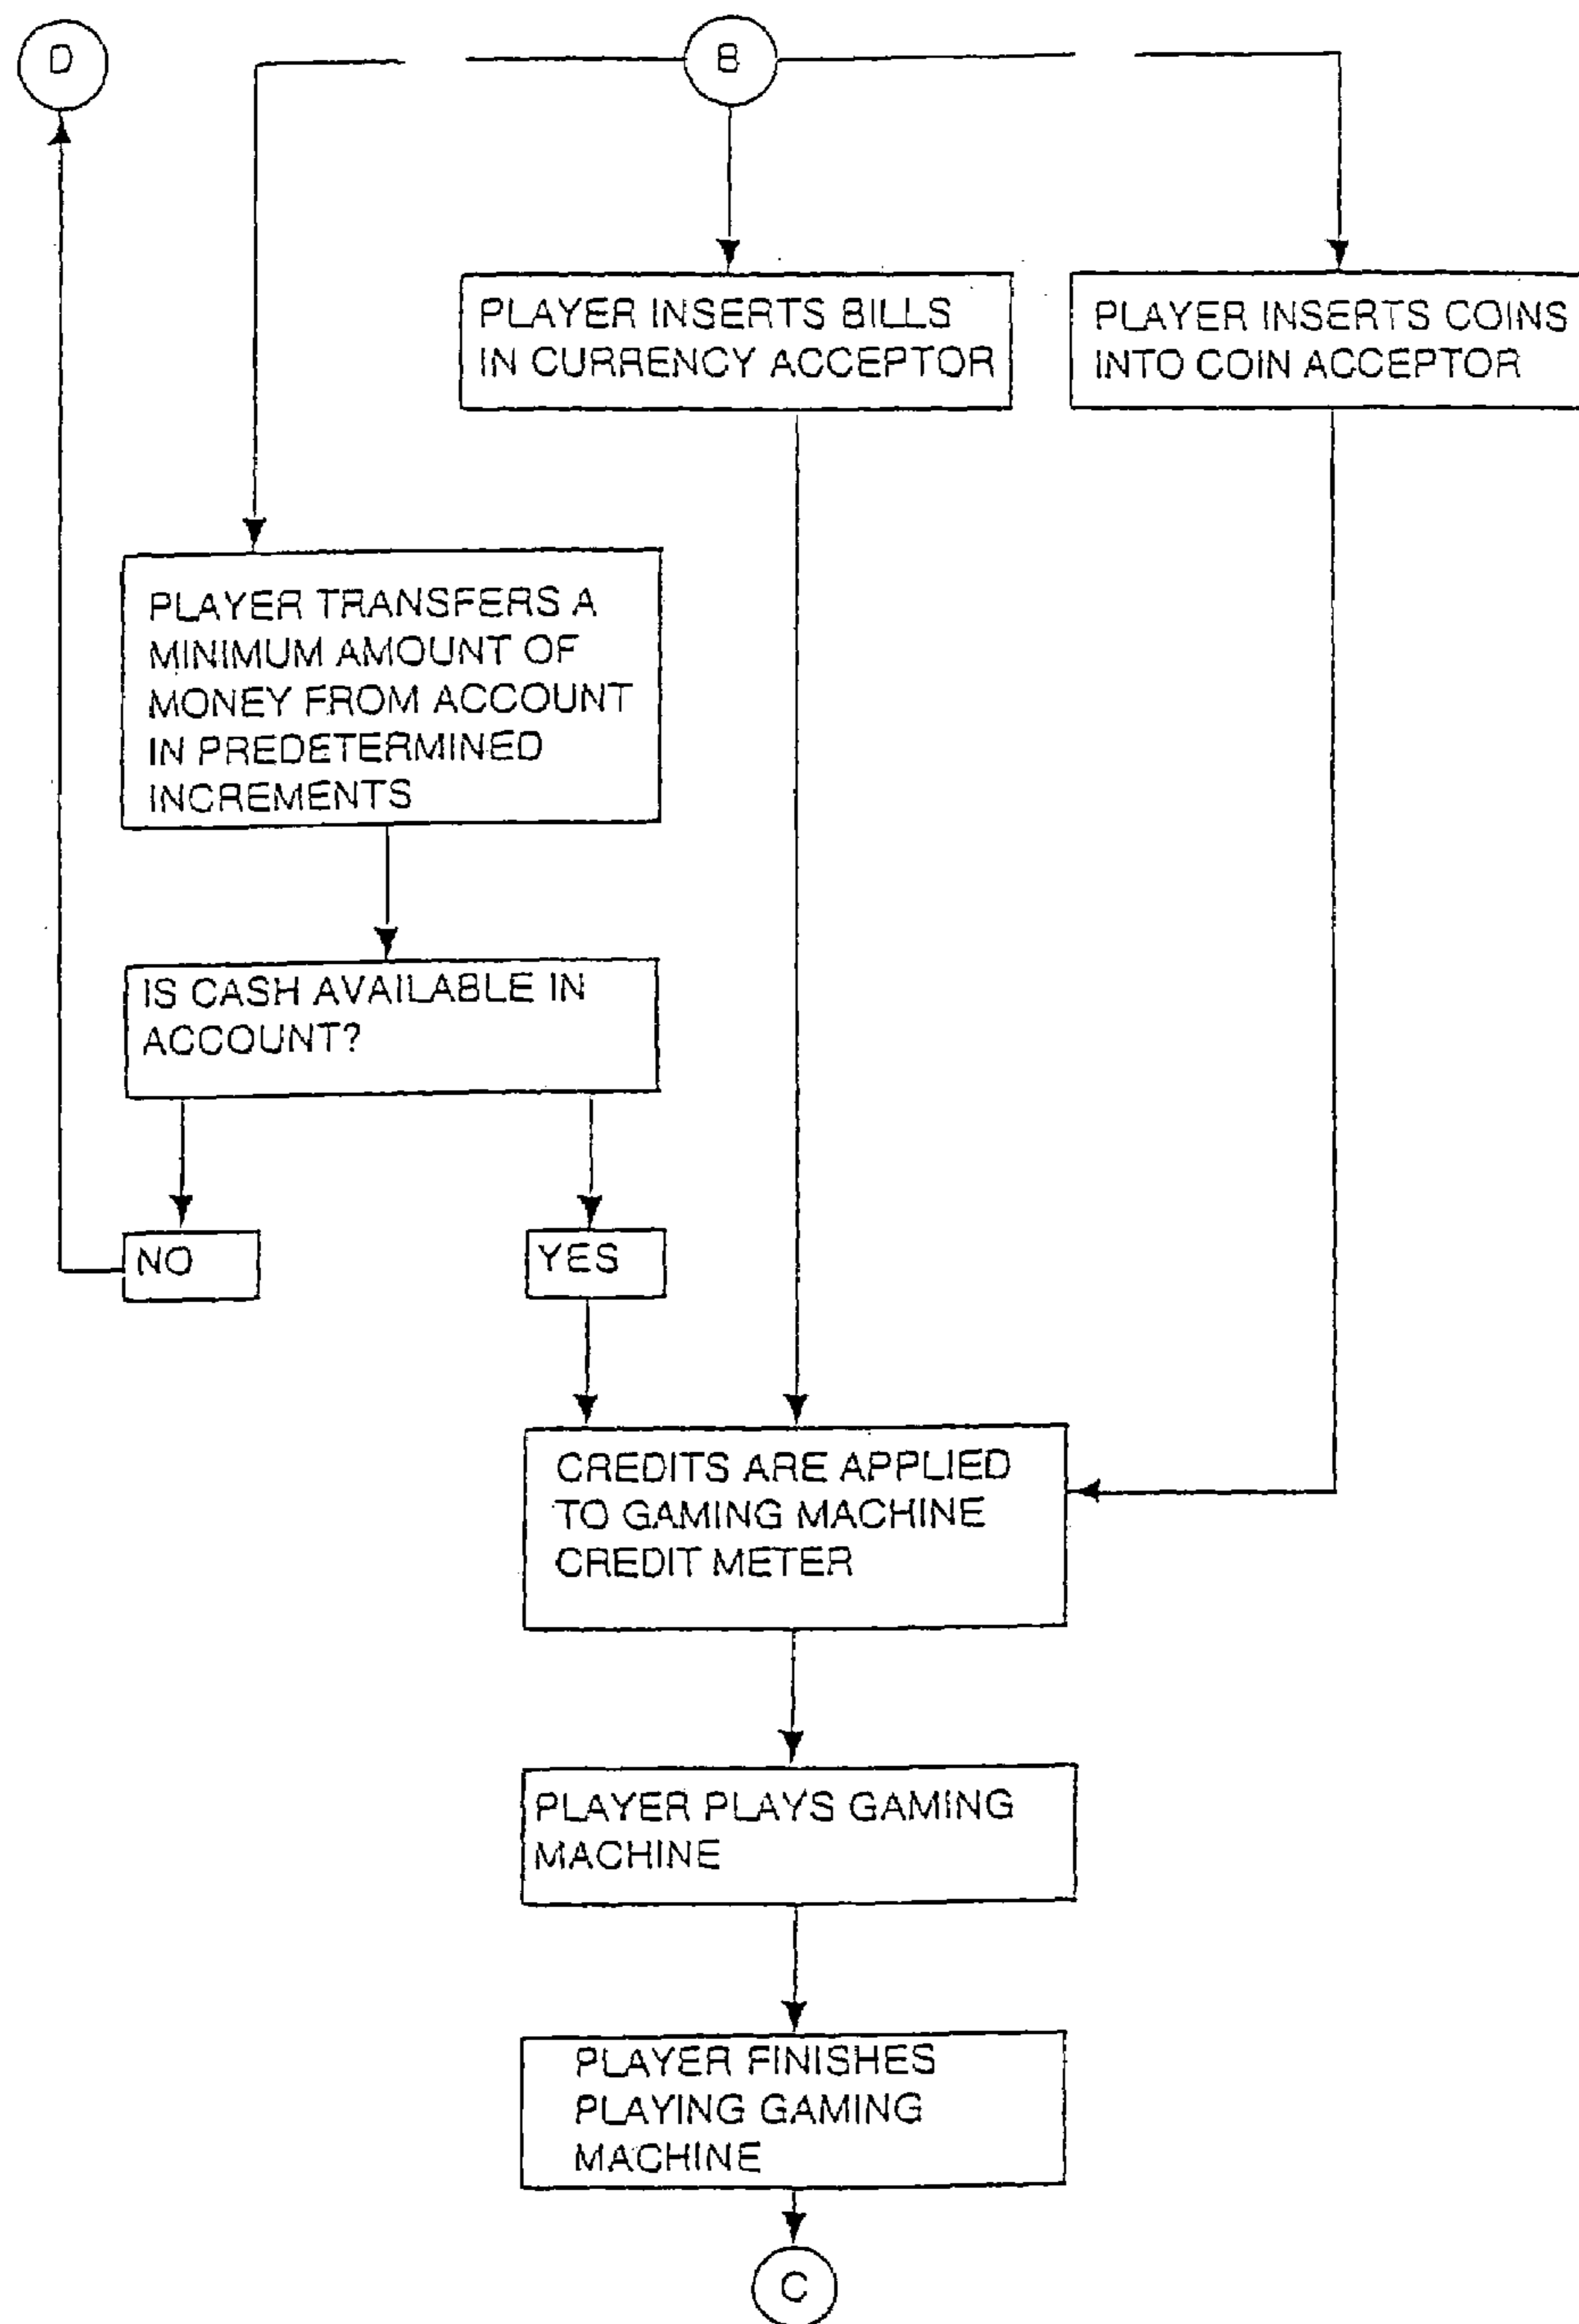 D
B
PLAYER INSERTS BILLS
IN CURRENCY ACCEPTOR
PLAYER INSERTS COINS
INTO COIN ACCEPTOR
PLAYER TRANSFERS A
MINIMUM AMOUNT OF
MONEY FROM ACCOUNT
IN PREDETERMINED
INCREMENTS
IS CASH AVAILABLE IN
ACCOUNT?
NO
YES
CREDITS ARE APPLIED
TO GAMING MACHINE
CREDIT METER
PLAYER PLAYS GAMING
MACHINE
PLAYER FINISHES
PLAYING GAMING
MACHINE
C